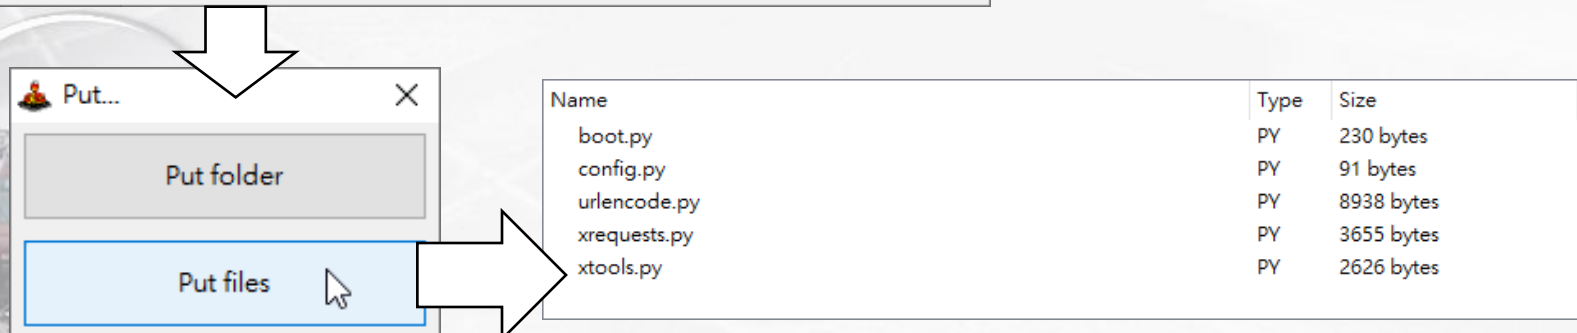 Put...
Put folder
Put files
Name Type Size
boot.py PY 230 bytes
config.py PY 91 bytes
urlencode.py PY 8938 bytes
xrequests.py PY 3655 bytes
xtools.py PY 2626 bytes